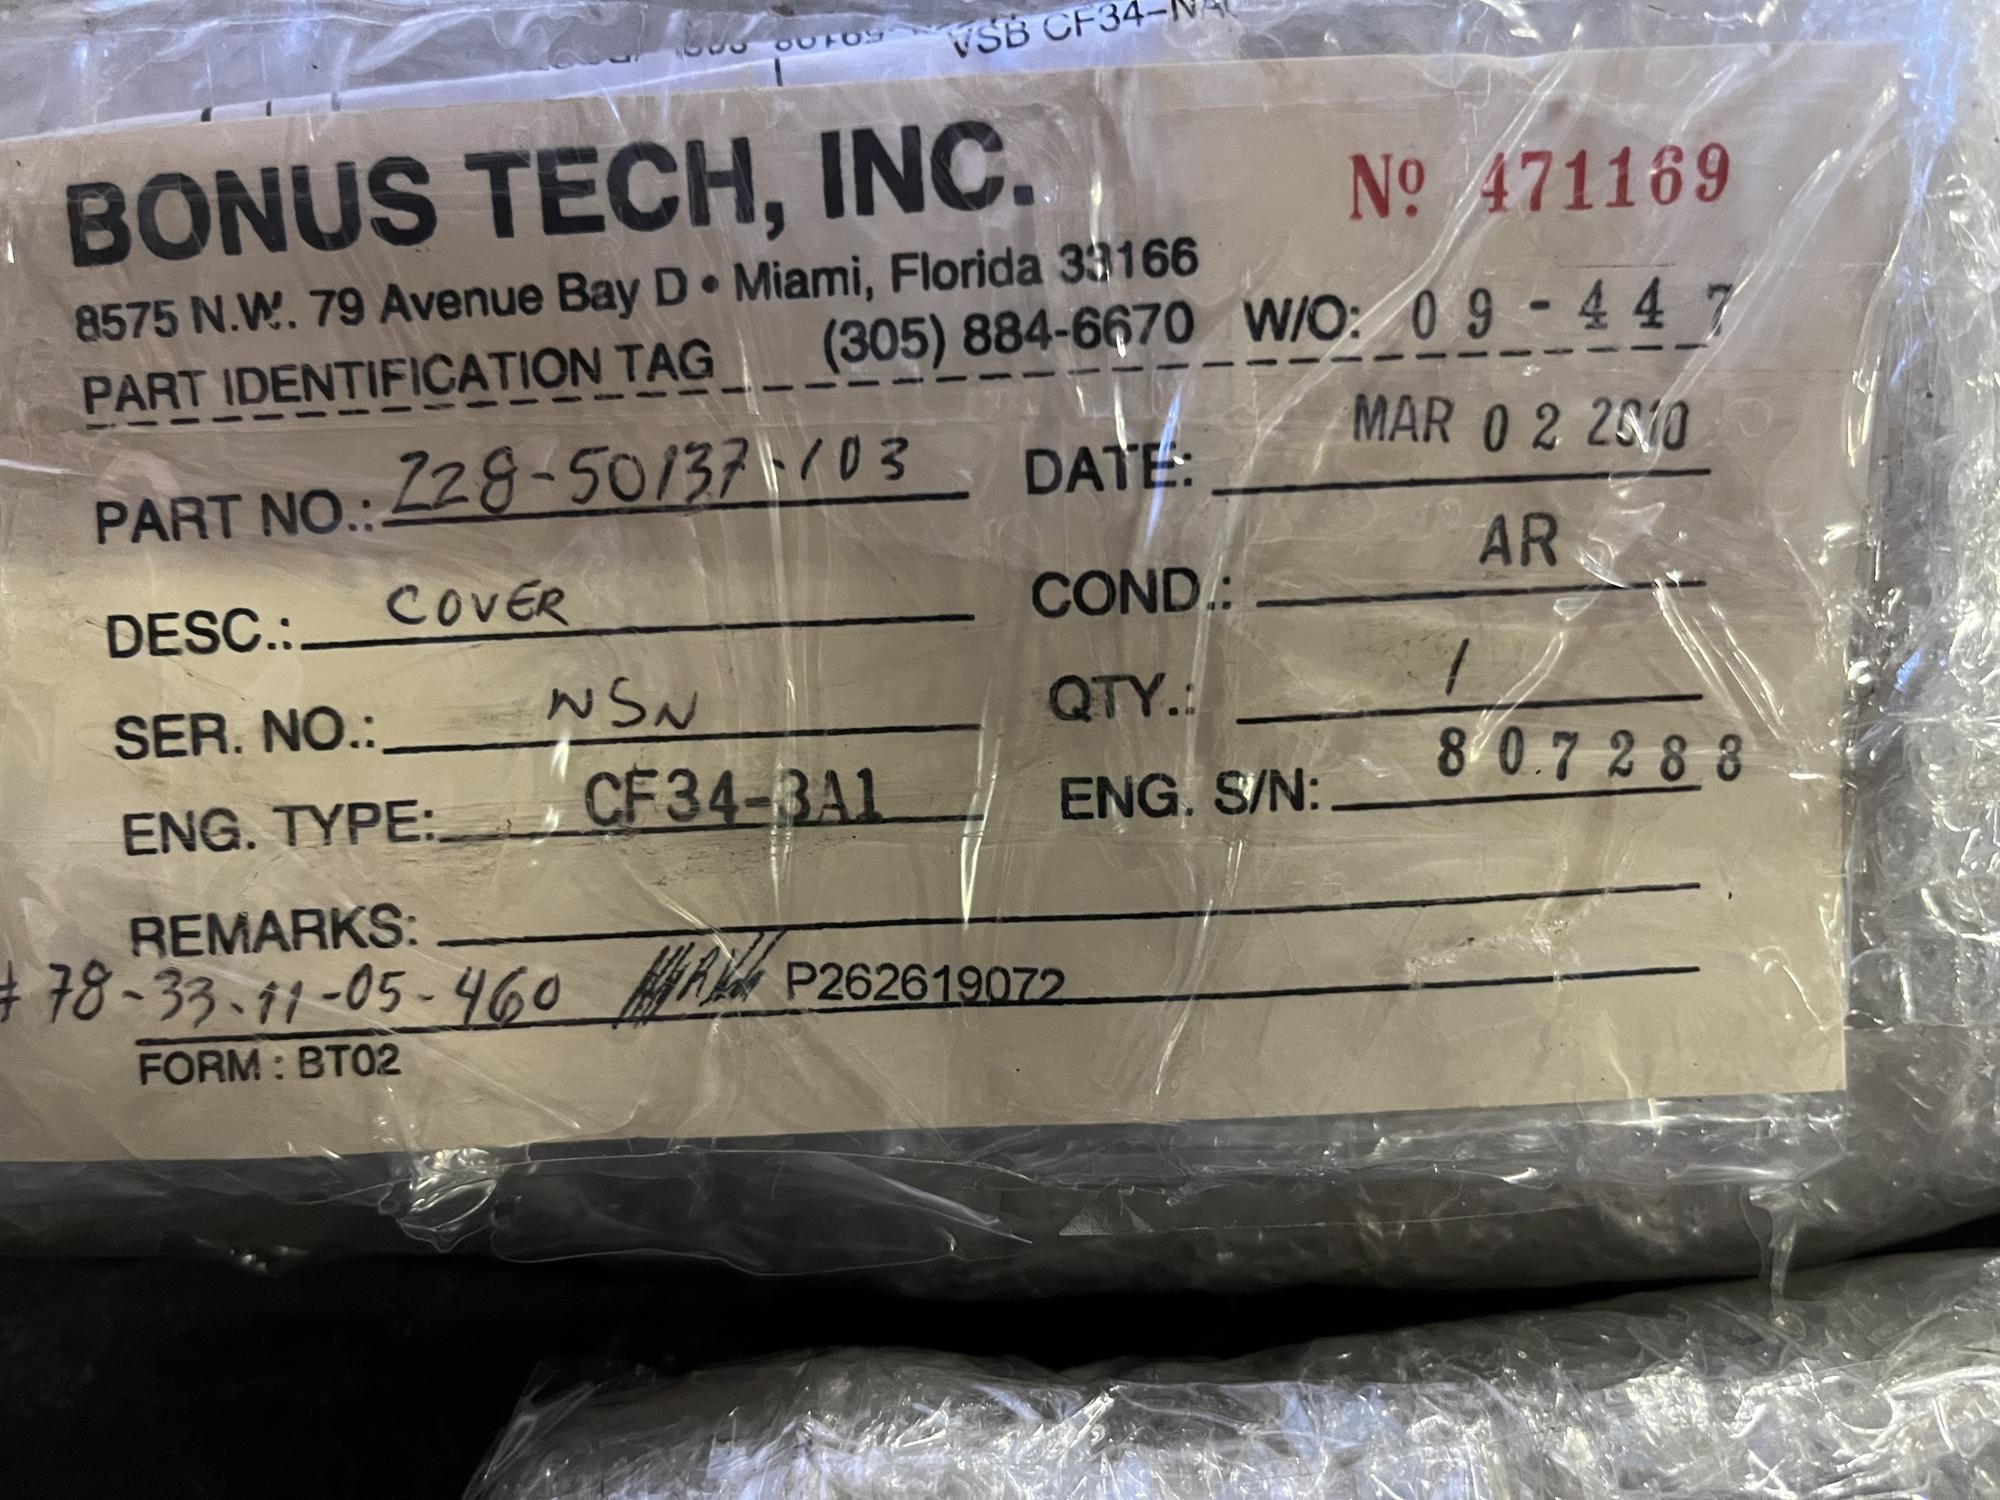 VSB CF34-NA
BONUS TECH, INC.
Nº 471169
8575 N.W. 79 Avenue Bay D • Miami, Florida 33166
PART IDENTIFICATION TAG (305) 884-6670 W/O: 09-447
PART NO.: 228-50137-103 DATE: MAR 02 2010
DESC.: COVER COND.: AR
SER. NO.: NSN QTY.: 1
ENG. TYPE: CF34-3A1 ENG. S/N: 807288
REMARKS:
# 78-33-11-05-460 P262619072
FORM : BT02